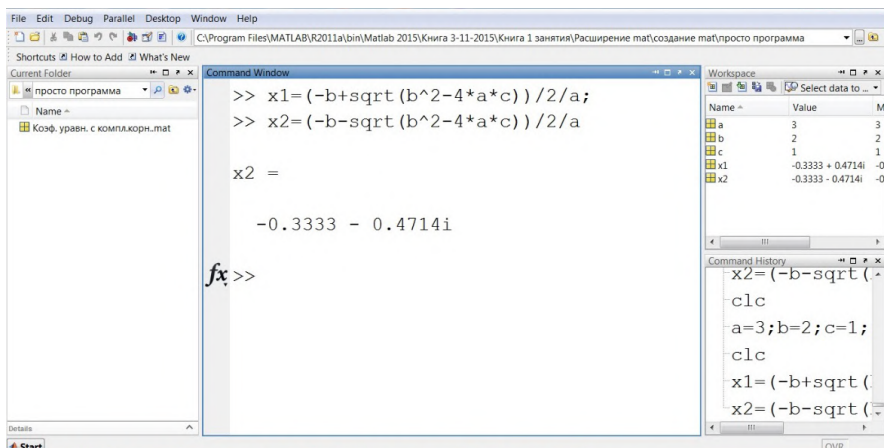 File Edit Debug Parallel Desktop Window Help
C:\Program Files\MATLAB\R2011a\bin\Matlab 2015\Книга 3-11-2015\Книга 1 занятия\Расширение mat\создание mat\просто программа
Shortcuts How to Add What's New
Current Folder
« просто программа
Name
Коэф. уравн. с компл.корн..mat
Details
Command Window
>> x1=(-b+sqrt(b^2-4*a*c))/2/a;
>> x2=(-b-sqrt(b^2-4*a*c))/2/a
x2 =
-0.3333 - 0.4714i
fx >>
Workspace
Select data to ...
Name Value M
a 3 3
b 2 2
c 1 1
x1 -0.3333 + 0.4714i -0
x2 -0.3333 - 0.4714i -0
Command History
x2=(-b-sqrt(
clc
a=3;b=2;c=1;
clc
x1=(-b+sqrt(
x2=(-b-sqrt(
Start
OVR